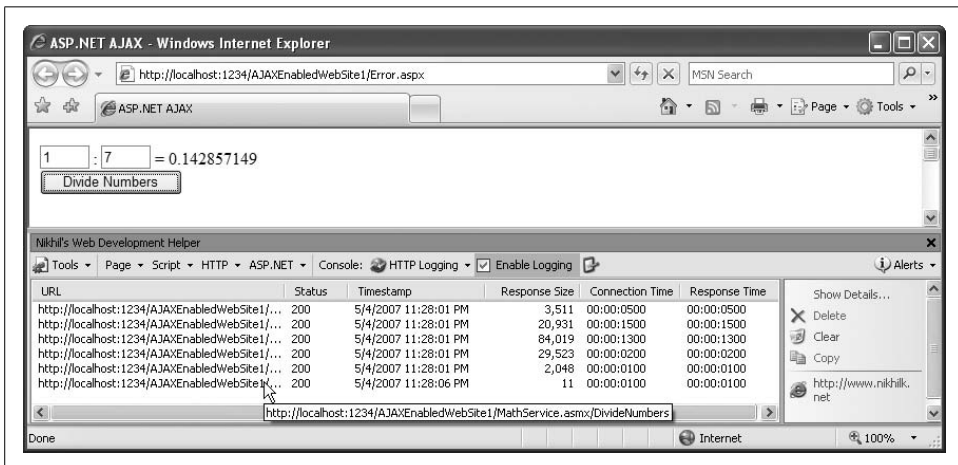 ASP.NET AJAX - Windows Internet Explorer
http://localhost:1234/AJAXEnabledWebSite1/Error.aspx
MSN Search
ASP.NET AJAX
Page
Tools
»
1 : 7 = 0.142857149
Divide Numbers
Nikhil's Web Development Helper
Tools Page Script HTTP ASP.NET Console: HTTP Logging Enable Logging Alerts
URL Status Timestamp Response Size Connection Time Response Time
http://localhost:1234/AJAXEnabledWebSite1/... 200 5/4/2007 11:28:01 PM 3,511 00:00:0500 00:00:0500
http://localhost:1234/AJAXEnabledWebSite1/... 200 5/4/2007 11:28:01 PM 20,931 00:00:1500 00:00:1500
http://localhost:1234/AJAXEnabledWebSite1/... 200 5/4/2007 11:28:01 PM 84,019 00:00:1300 00:00:1300
http://localhost:1234/AJAXEnabledWebSite1/... 200 5/4/2007 11:28:01 PM 29,523 00:00:0200 00:00:0200
http://localhost:1234/AJAXEnabledWebSite1/... 200 5/4/2007 11:28:01 PM 2,048 00:00:0100 00:00:0100
http://localhost:1234/AJAXEnabledWebSite1/... 200 5/4/2007 11:28:06 PM 11 00:00:0100 00:00:0100
http://localhost:1234/AJAXEnabledWebSite1/MathService.asmx/DivideNumbers
Show Details...
Delete
Clear
Copy
http://www.nikhilk.
net
Done
Internet
100%